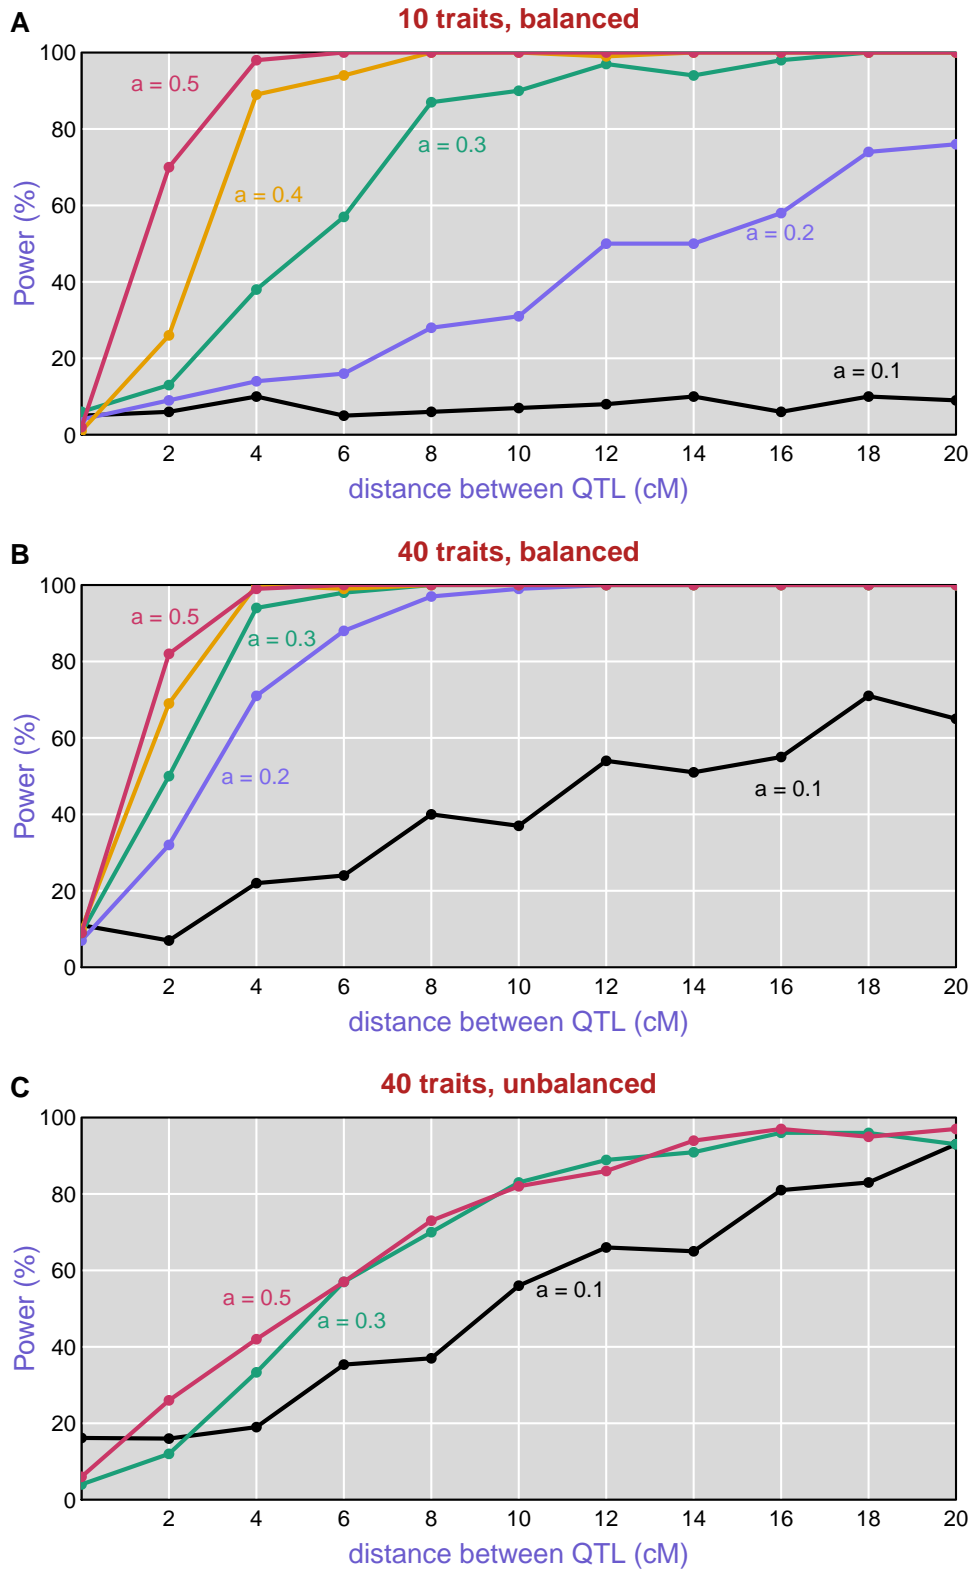 A
10 traits, balanced
100
80
60
40
20
0
Power (%)
a = 0.5
a = 0.4
a = 0.3
a = 0.2
a = 0.1
2 4 6 8 10 12 14 16 18 20
distance between QTL (cM)
B
40 traits, balanced
100
80
60
40
20
0
Power (%)
a = 0.5
a = 0.3
a = 0.2
a = 0.1
2 4 6 8 10 12 14 16 18 20
distance between QTL (cM)
C
40 traits, unbalanced
100
80
60
40
20
0
Power (%)
a = 0.5
a = 0.3
a = 0.1
2 4 6 8 10 12 14 16 18 20
distance between QTL (cM)